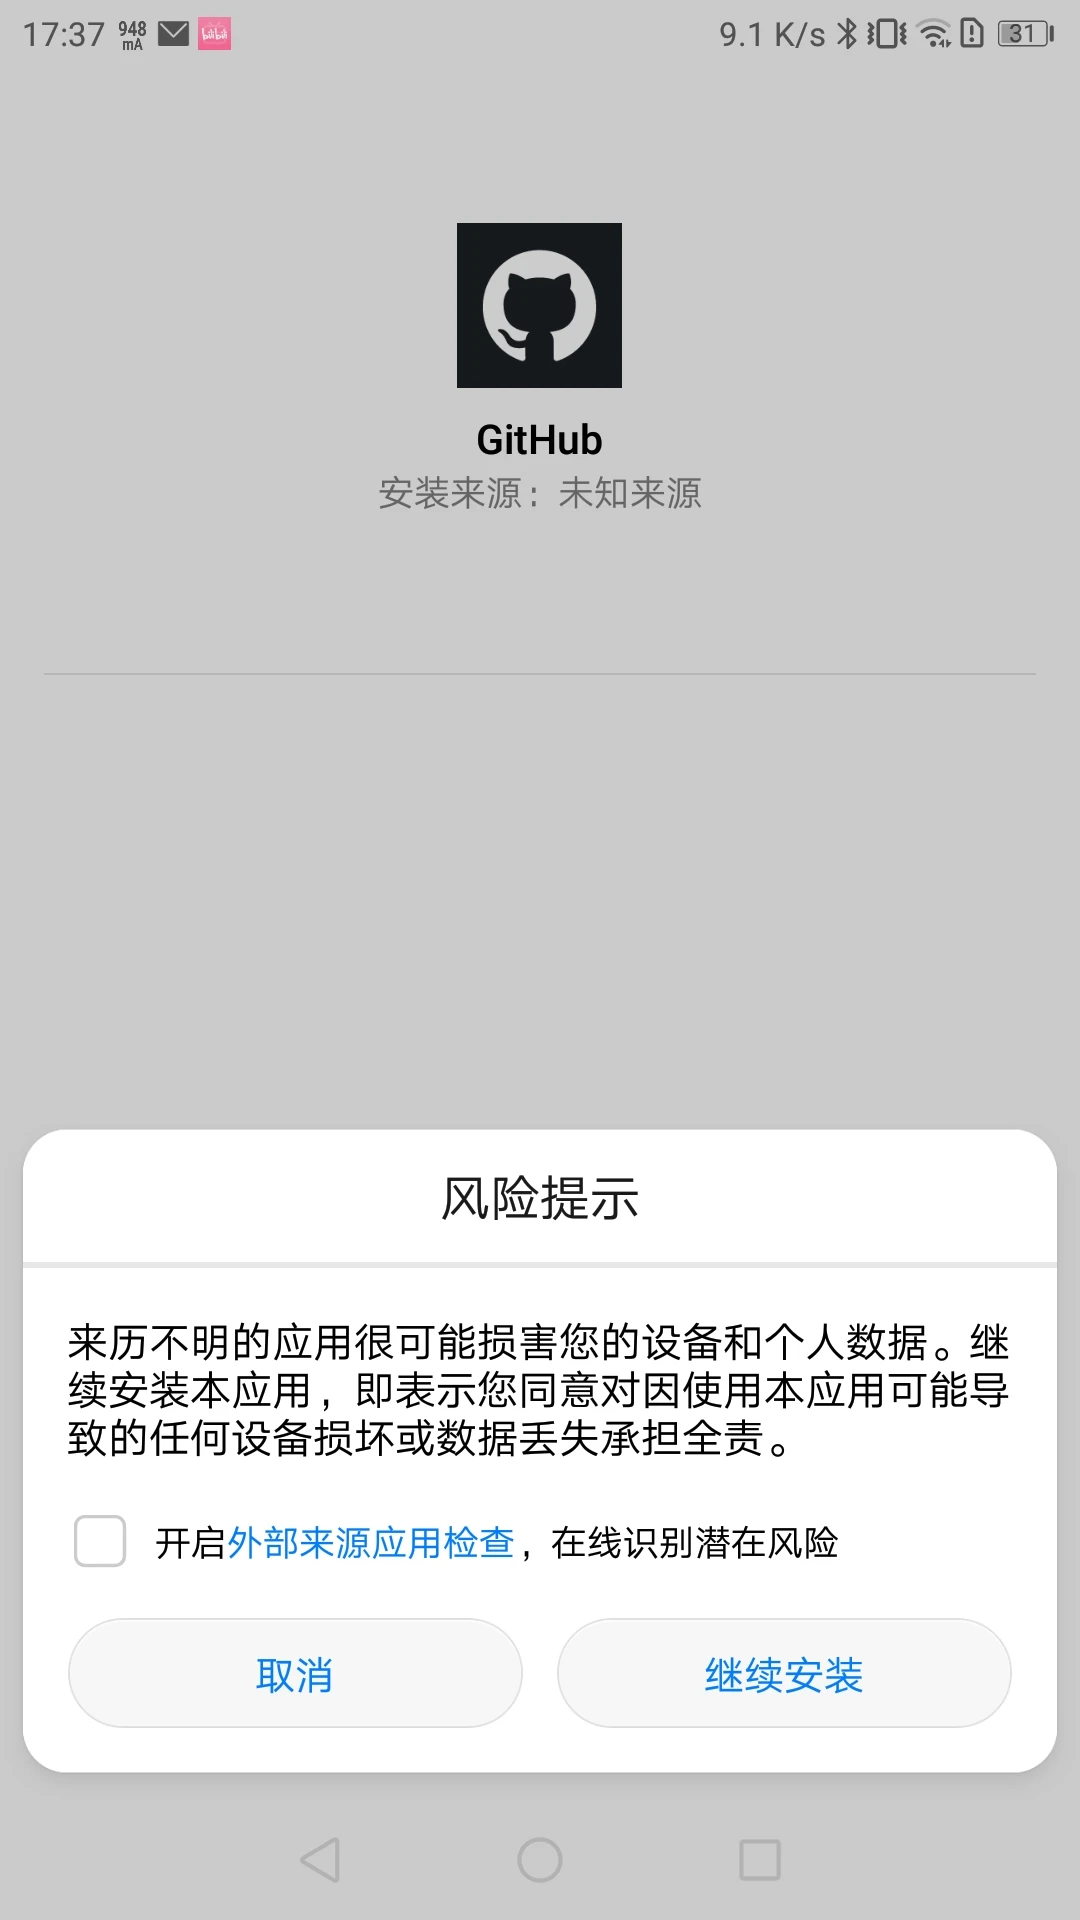 17:37 948 mA bilibili 9.1 K/s 31
GitHub
安装来源：未知来源
风险提示
来历不明的应用很可能损害您的设备和个人数据。继
续安装本应用，即表示您同意对因使用本应用可能导
致的任何设备损坏或数据丢失承担全责。
开启外部来源应用检查，在线识别潜在风险
取消 继续安装